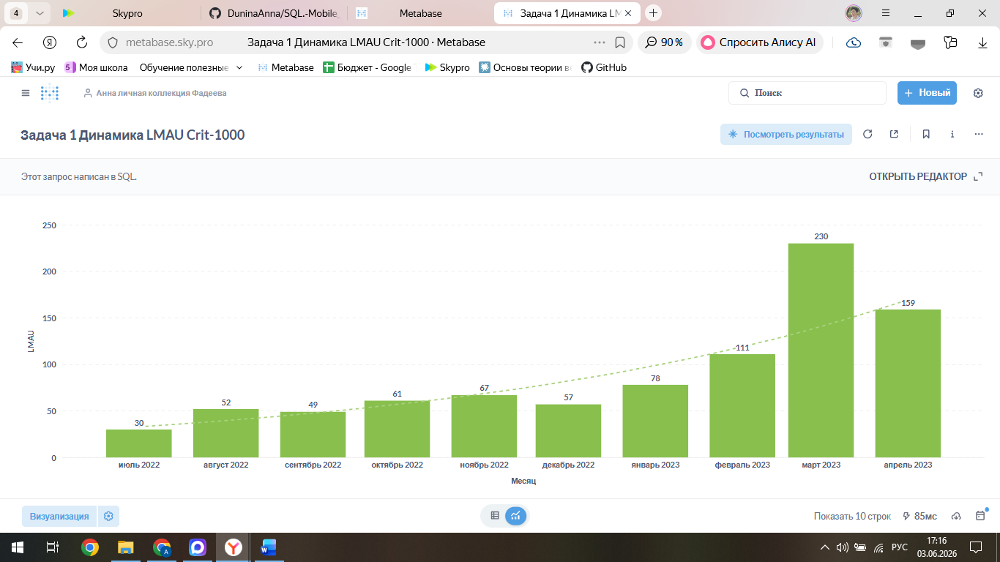 4
Skypro
DuninaAnna/SQL.-Mobile_
Metabase
Задача 1 Динамика LM
metabase.sky.pro
Задача 1 Динамика LMAU Crit-1000 · Metabase
90 %
Спросить Алису AI
Учи.ру
Моя школа
Обучение полезные
Metabase
Бюджет - Google
Skypro
Основы теории ве
GitHub
Анна личная коллекция Фадеева
Поиск
+ Новый
Задача 1 Динамика LMAU Crit-1000
Посмотреть результаты
Этот запрос написан в SQL.
ОТКРЫТЬ РЕДАКТОР
250
200
150
100
50
0
LMAU
30
52
49
61
67
57
78
111
230
159
июль 2022
август 2022
сентябрь 2022
октябрь 2022
ноябрь 2022
декабрь 2022
январь 2023
февраль 2023
март 2023
апрель 2023
Месяц
Визуализация
Показать 10 строк
85мс
РУС
17:16
03.06.2026